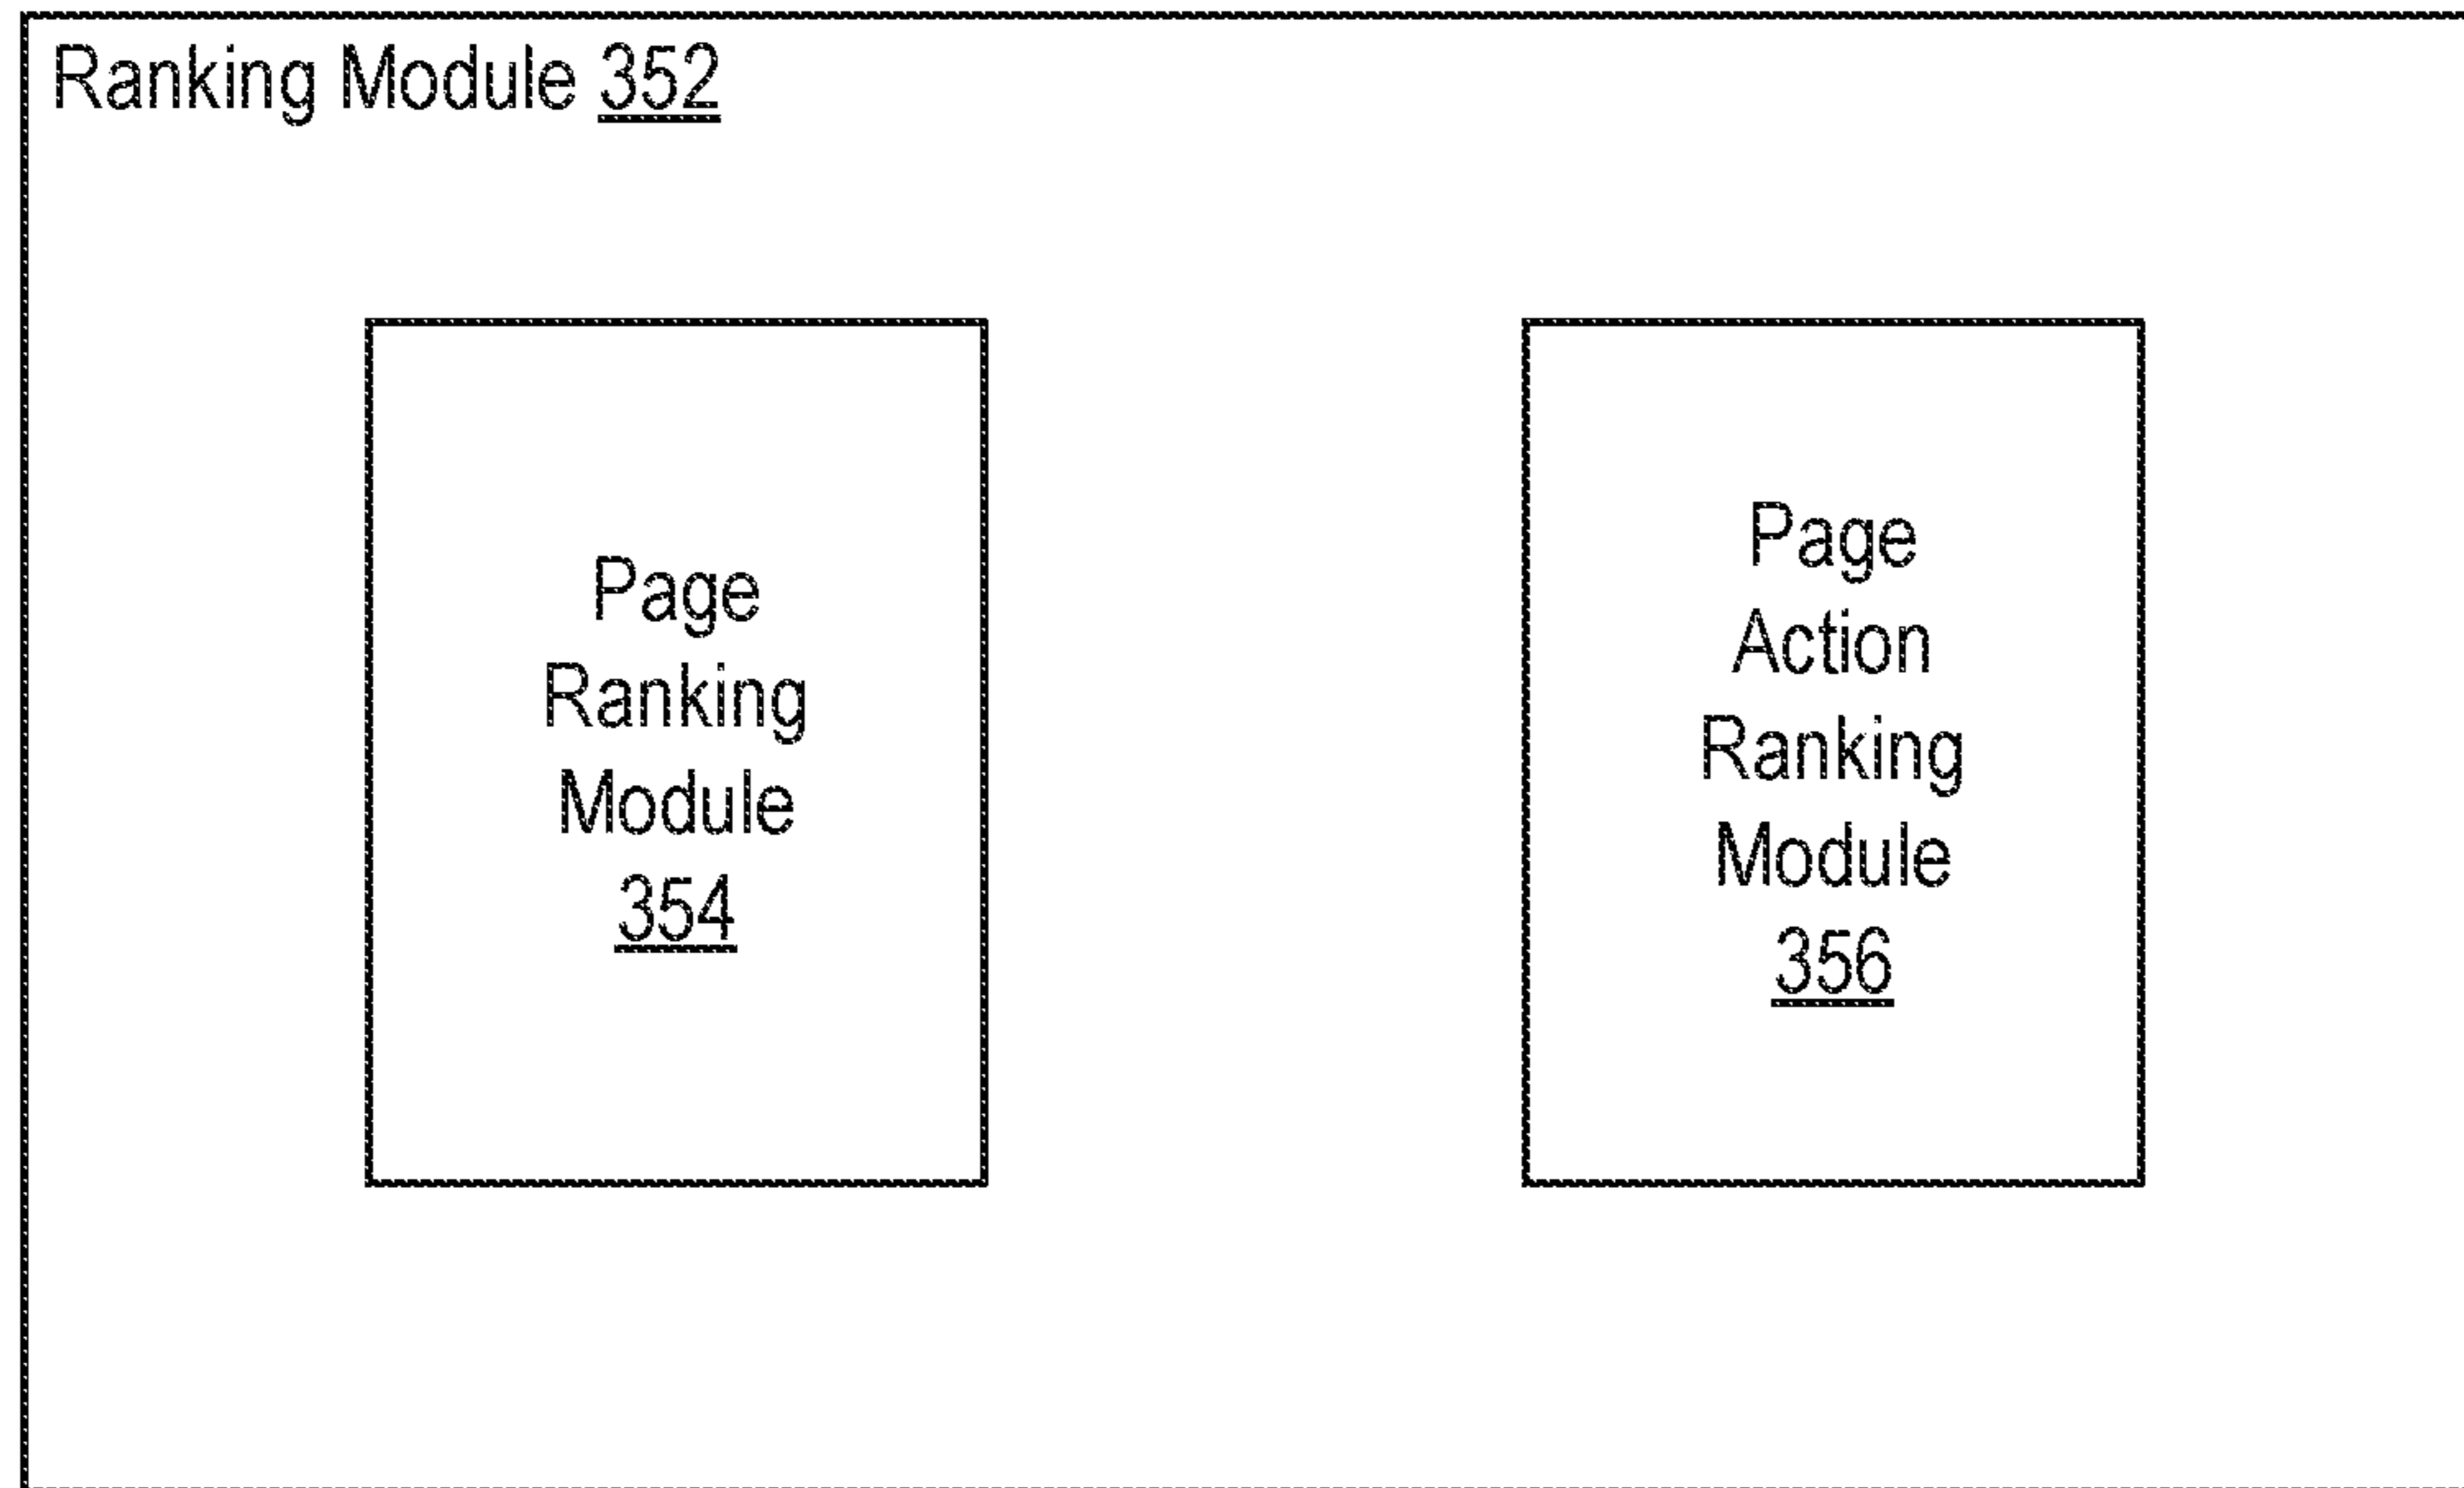 Ranking Module 352
Page
Ranking
Module
354
Page
Action
Ranking
Module
356